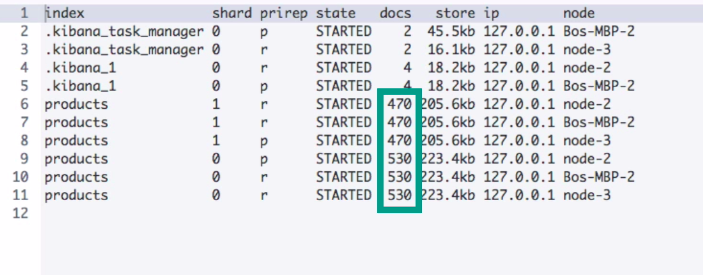 1 index shard prirep state docs store ip node
2 .kibana_task_manager 0 p STARTED 2 45.5kb 127.0.0.1 Bos-MBP-2
3 .kibana_task_manager 0 r STARTED 2 16.1kb 127.0.0.1 node-3
4 .kibana_1 0 r STARTED 4 18.2kb 127.0.0.1 node-2
5 .kibana_1 0 p STARTED 4 18.2kb 127.0.0.1 Bos-MBP-2
6 products 1 r STARTED 470 205.6kb 127.0.0.1 node-2
7 products 1 r STARTED 470 205.6kb 127.0.0.1 Bos-MBP-2
8 products 1 p STARTED 470 205.6kb 127.0.0.1 node-3
9 products 0 p STARTED 530 223.4kb 127.0.0.1 node-2
10 products 0 r STARTED 530 223.4kb 127.0.0.1 Bos-MBP-2
11 products 0 r STARTED 530 223.4kb 127.0.0.1 node-3
12